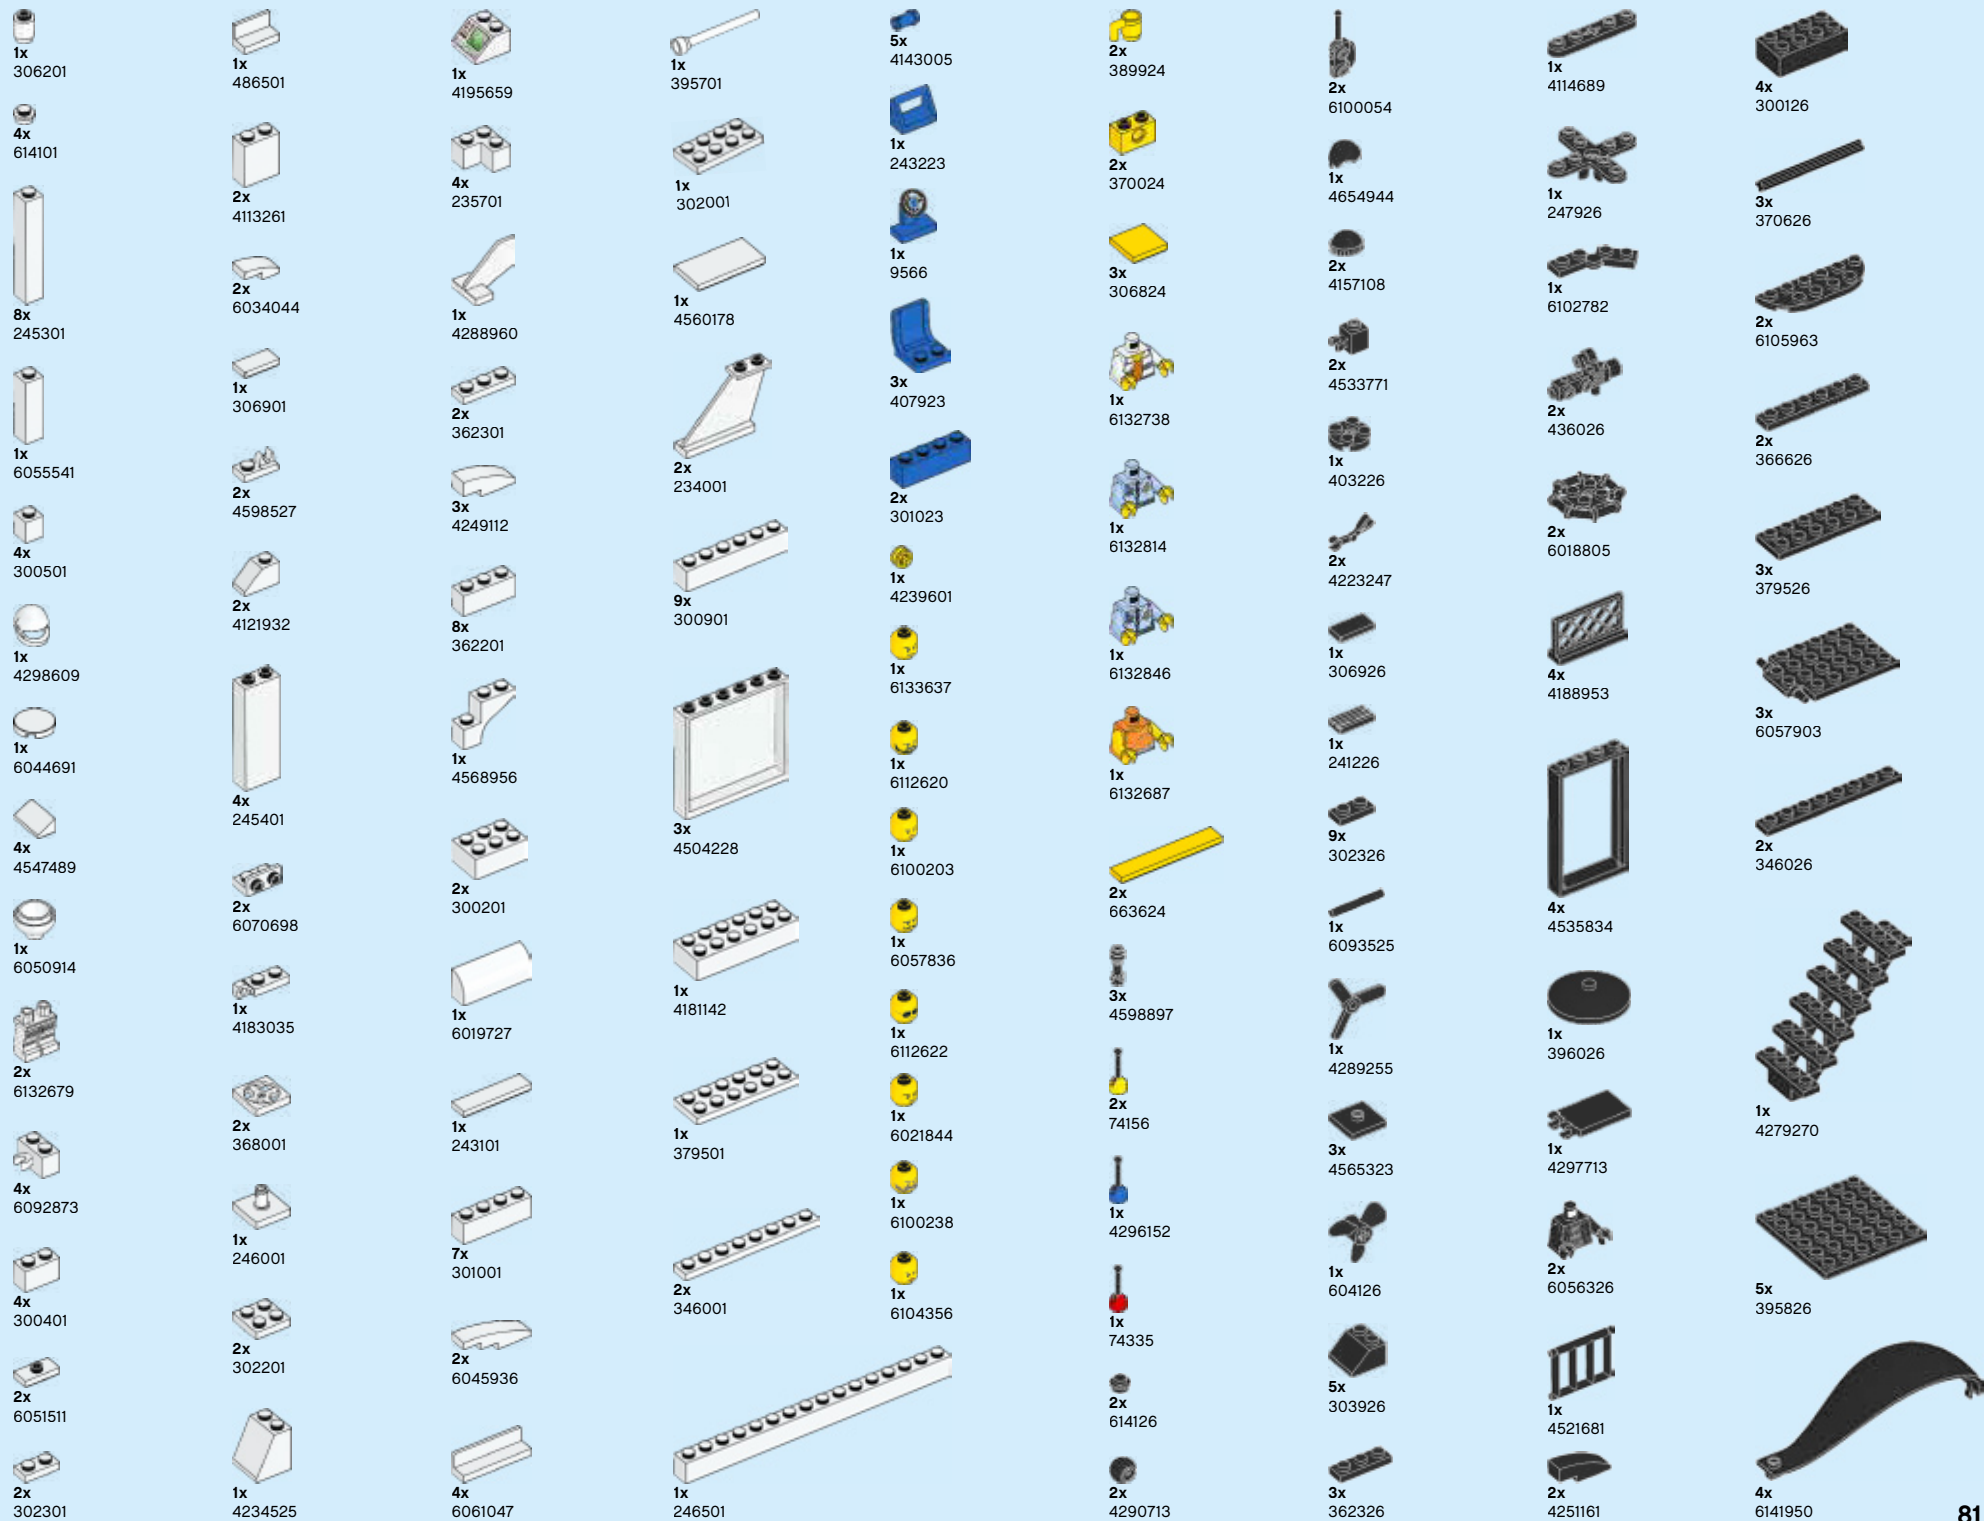 1x
306201
4x
614101
8x
245301
1x
6055541
4x
300501
1x
4298609
1x
6044691
4x
4547489
1x
6050914
2x
6132679
4x
6092873
4x
300401
2x
6051511
2x
302301
1x
486501
2x
4113261
2x
6034044
1x
306901
2x
4598527
2x
4121932
4x
245401
2x
6070698
1x
4183035
2x
368001
1x
246001
2x
302201
1x
4234525
1x
4195659
4x
235701
1x
4288960
2x
362301
3x
4249112
8x
362201
1x
4568956
2x
300201
1x
6019727
1x
243101
7x
301001
2x
6045936
4x
6061047
1x
395701
1x
302001
1x
4560178
2x
234001
9x
300901
3x
4504228
1x
4181142
1x
379501
2x
346001
1x
246501
5x
4143005
1x
243223
1x
9566
3x
407923
2x
301023
1x
4239601
1x
6133637
1x
6112620
1x
6100203
1x
6057836
1x
6112622
1x
6021844
1x
6100238
1x
6104356
2x
389924
2x
370024
3x
306824
1x
6132738
1x
6132814
1x
6132846
1x
6132687
2x
663624
3x
4598897
2x
74156
1x
4296152
1x
74335
2x
614126
2x
4290713
2x
6100054
1x
4654944
2x
4157108
2x
4533771
1x
403226
2x
4223247
1x
306926
1x
241226
9x
302326
1x
6093525
1x
4289255
3x
4565323
1x
604126
5x
303926
3x
362326
1x
4114689
1x
247926
1x
6102782
2x
436026
2x
6018805
4x
4188953
4x
4535834
1x
396026
1x
4297713
2x
6056326
1x
4521681
2x
4251161
4x
300126
3x
370626
2x
6105963
2x
366626
3x
379526
3x
6057903
2x
346026
1x
4279270
5x
395826
4x
6141950
81